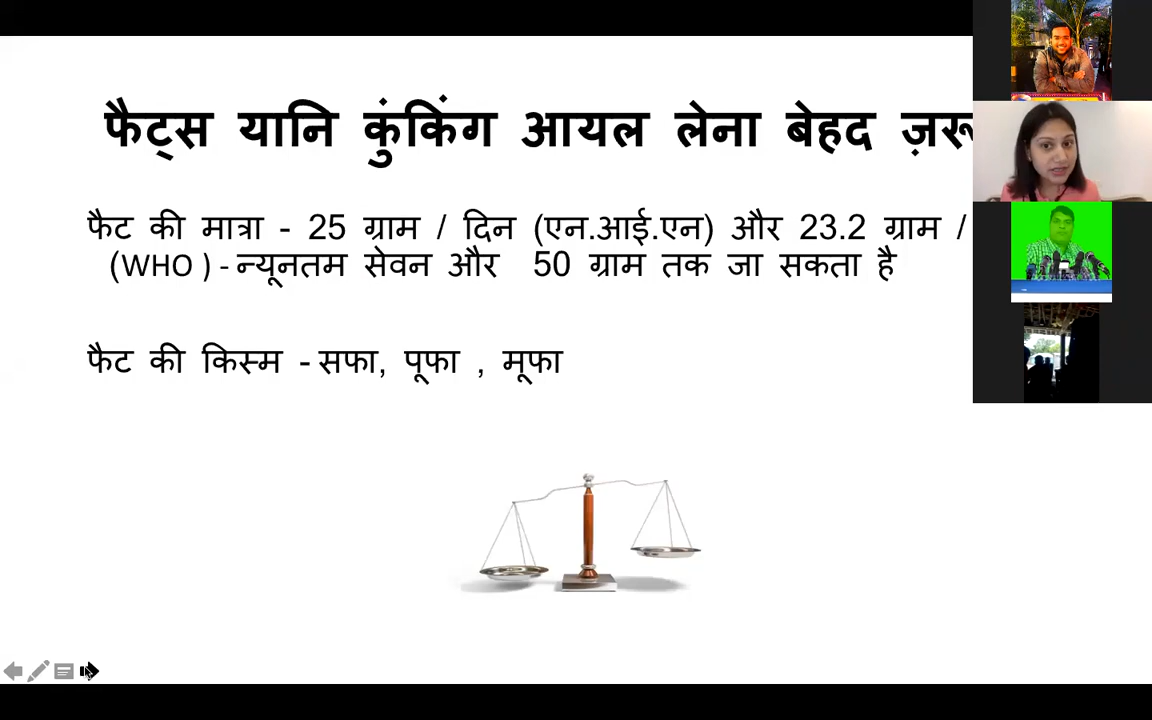 फैट्स यानि कुंकिंग आयल लेना बेहद
फैट की मात्रा - 25 ग्राम / दिन (एन.आई.एन) और 23.2 ग्राम /
(WHO ) - न्यूनतम सेवन और 50 ग्राम तक जा सकता है
फैट की किस्म - सफा, पूफा , मूफा